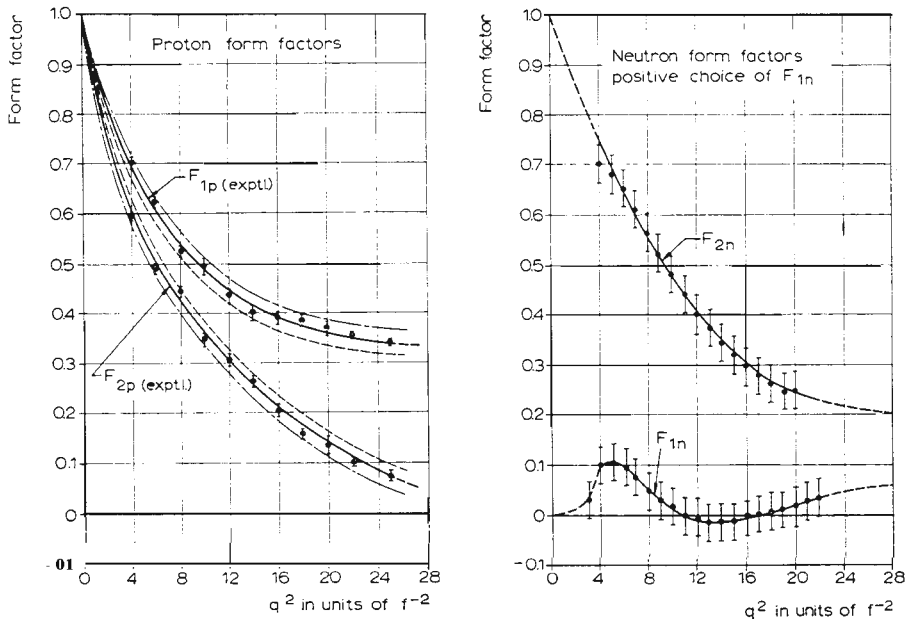 Form factor
1.0
0.9
0.8
0.7
0.6
0.5
0.4
0.3
0.2
0.1
0
- 01
Proton form factors
F1p (exptl.)
F2p (exptl.)
0 4 8 12 16 20 24 28
q2 in units of f-2
Form factor
1.0
0.9
0.8
0.7
0.6
0.5
0.4
0.3
0.2
0.1
0
-0.1
Neutron form factors
positive choice of F1n
F2n
F1n
0 4 8 12 16 20 24 28
q2 in units of f-2